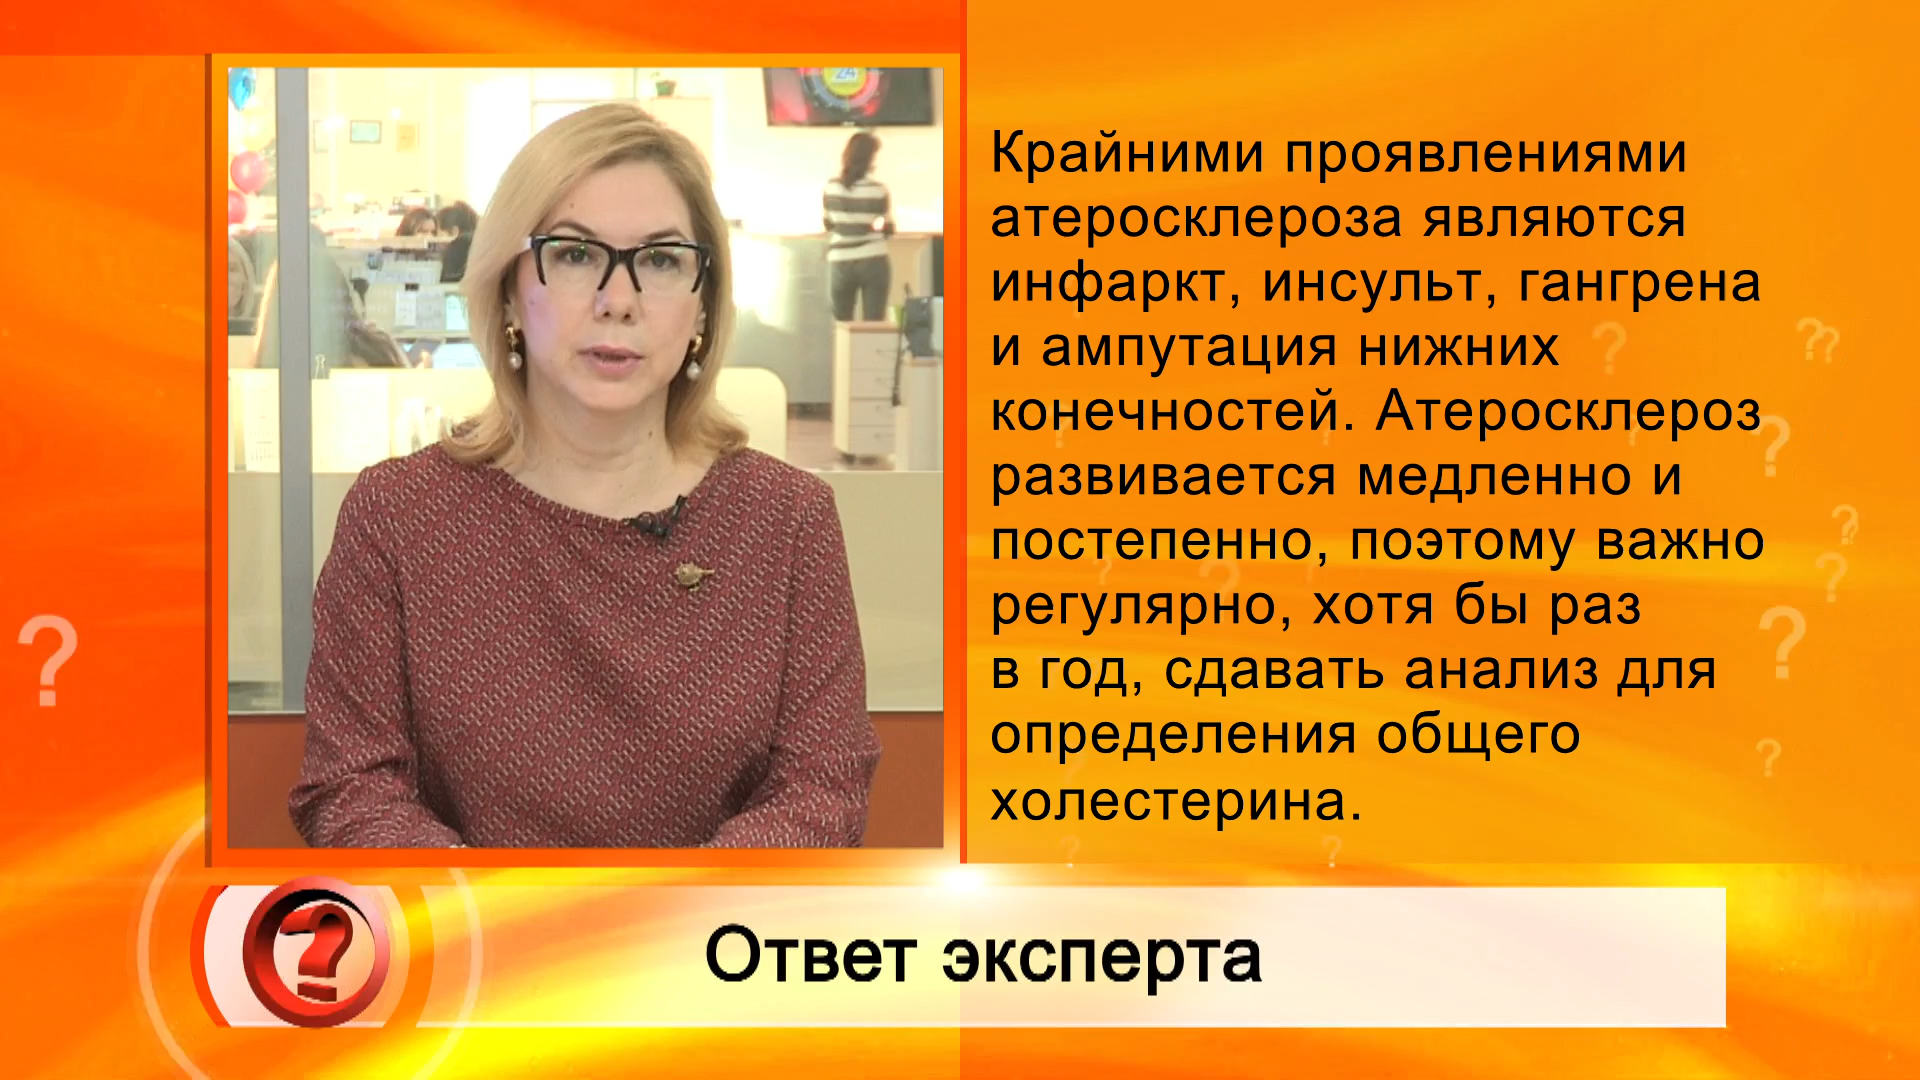 24
Крайними проявлениями
атеросклероза являются
инфаркт, инсульт, гангрена
и ампутация нижних
конечностей. Атеросклероз
развивается медленно и
постепенно, поэтому важно
регулярно, хотя бы раз
в год, сдавать анализ для
определения общего
холестерина.
Ответ эксперта